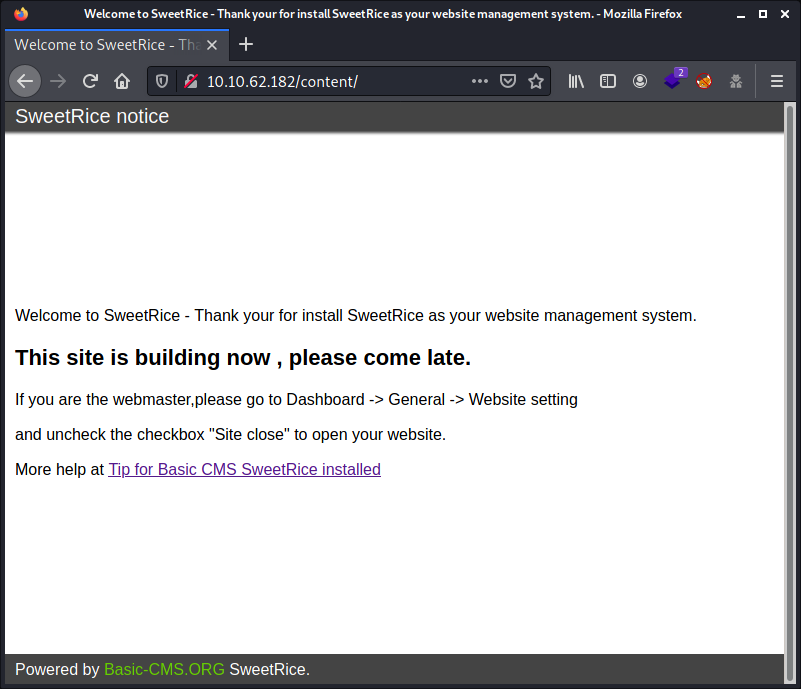 Welcome to SweetRice - Thank your for install SweetRice as your website management system. - Mozilla Firefox
Welcome to SweetRice - Tha
10.10.62.182/content/
2
SweetRice notice
Welcome to SweetRice - Thank your for install SweetRice as your website management system.
This site is building now , please come late.
If you are the webmaster,please go to Dashboard -> General -> Website setting
and uncheck the checkbox "Site close" to open your website.
More help at Tip for Basic CMS SweetRice installed
Powered by Basic-CMS.ORG SweetRice.